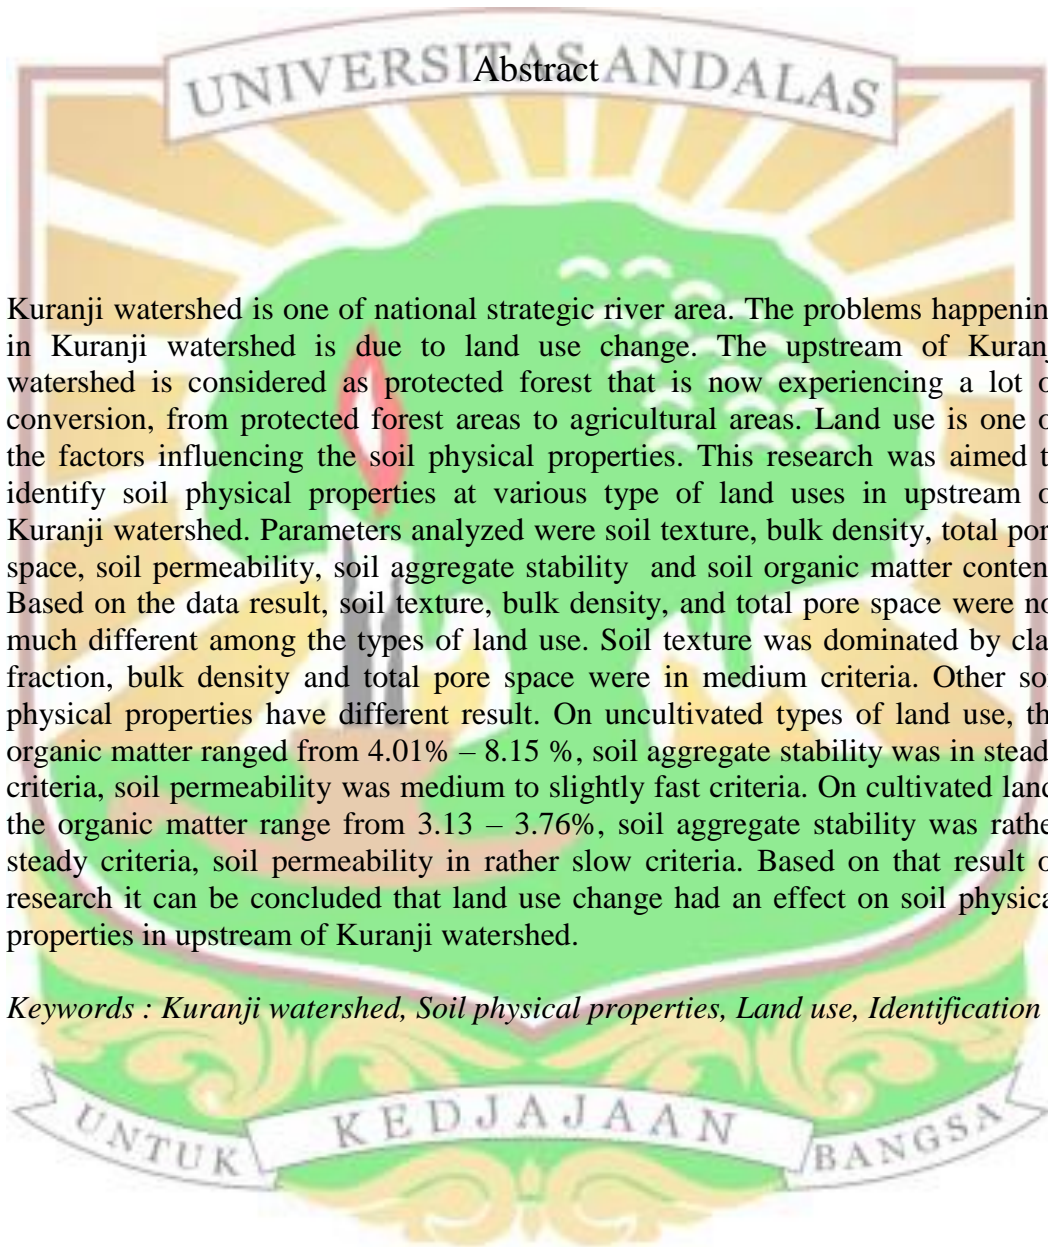 UNIVERSITAS ANDALAS
Abstract
Kuranji watershed is one of national strategic river area. The problems happenin
in Kuranji watershed is due to land use change. The upstream of Kuranj
watershed is considered as protected forest that is now experiencing a lot o
conversion, from protected forest areas to agricultural areas. Land use is one o
the factors influencing the soil physical properties. This research was aimed t
identify soil physical properties at various type of land uses in upstream o
Kuranji watershed. Parameters analyzed were soil texture, bulk density, total por
space, soil permeability, soil aggregate stability and soil organic matter conten
Based on the data result, soil texture, bulk density, and total pore space were no
much different among the types of land use. Soil texture was dominated by cla
fraction, bulk density and total pore space were in medium criteria. Other so
physical properties have different result. On uncultivated types of land use, th
organic matter ranged from 4.01% – 8.15 %, soil aggregate stability was in stead
criteria, soil permeability was medium to slightly fast criteria. On cultivated land
the organic matter range from 3.13 – 3.76%, soil aggregate stability was rathe
steady criteria, soil permeability in rather slow criteria. Based on that result o
research it can be concluded that land use change had an effect on soil physica
properties in upstream of Kuranji watershed.
Keywords : Kuranji watershed, Soil physical properties, Land use, Identification
UNTUK KEDJAJAAN BANGSA